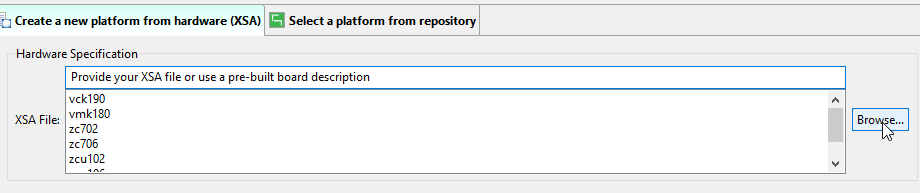 Create a new platform from hardware (XSA) Select a platform from repository
Hardware Specification
Provide your XSA file or use a pre-built board description
XSA File:
vck190
vmk180
zc702
zc706
zcu102
Browse...